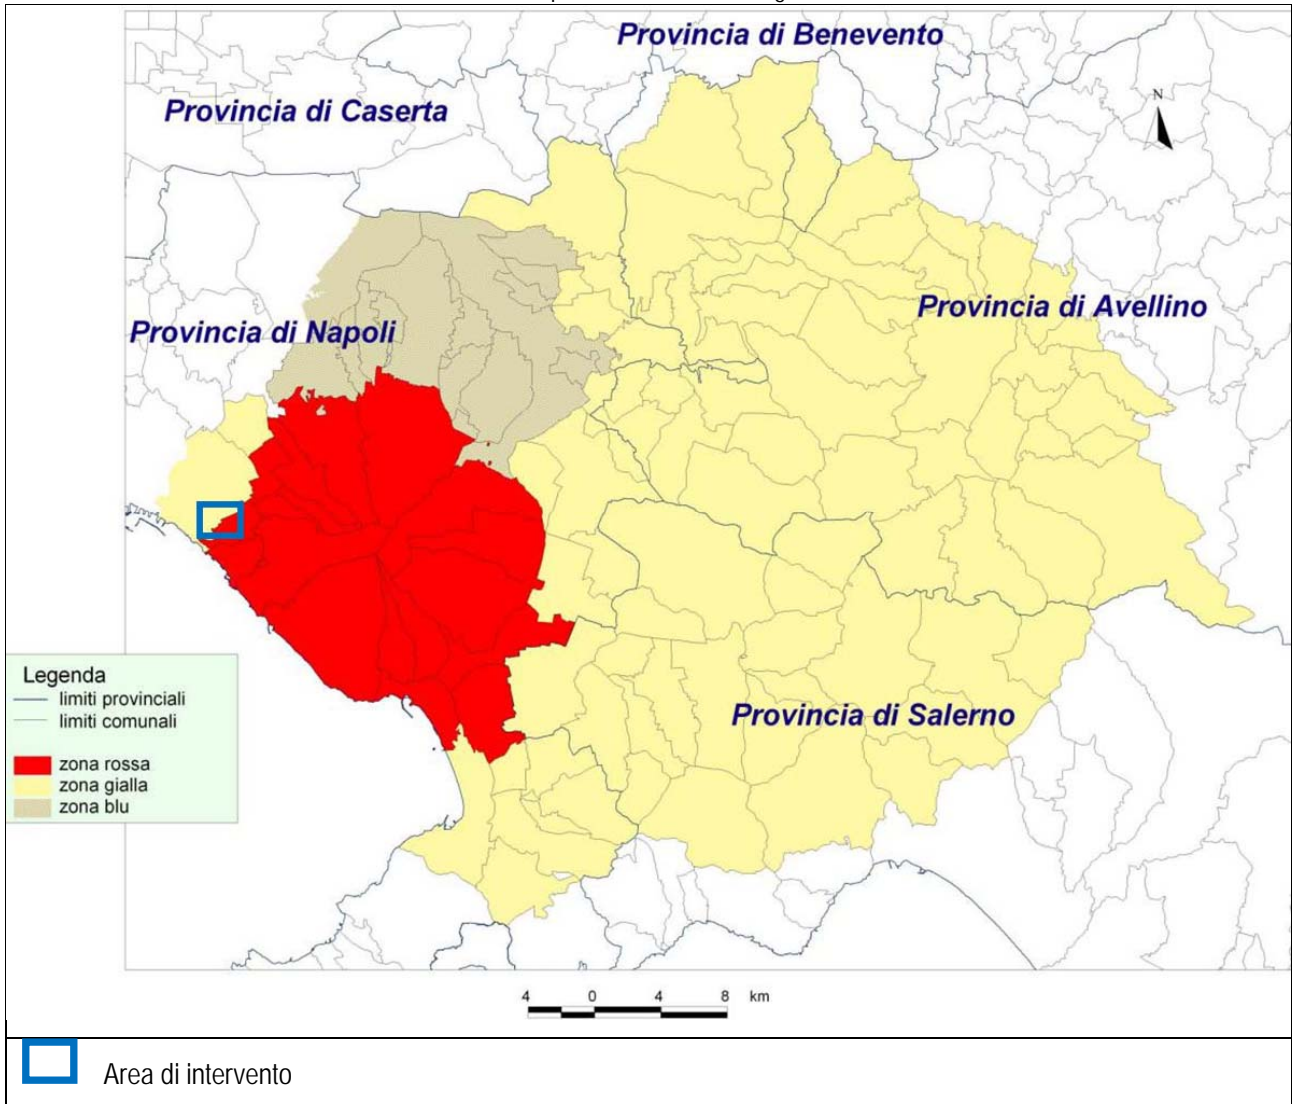 Provincia di Benevento
Provincia di Caserta
N
Provincia di Avellino
Provincia di Napoli
Legenda
limiti provinciali
limiti comunali
zona rossa
zona gialla
zona blu
Provincia di Salerno
4 0 4 8 km
Area di intervento